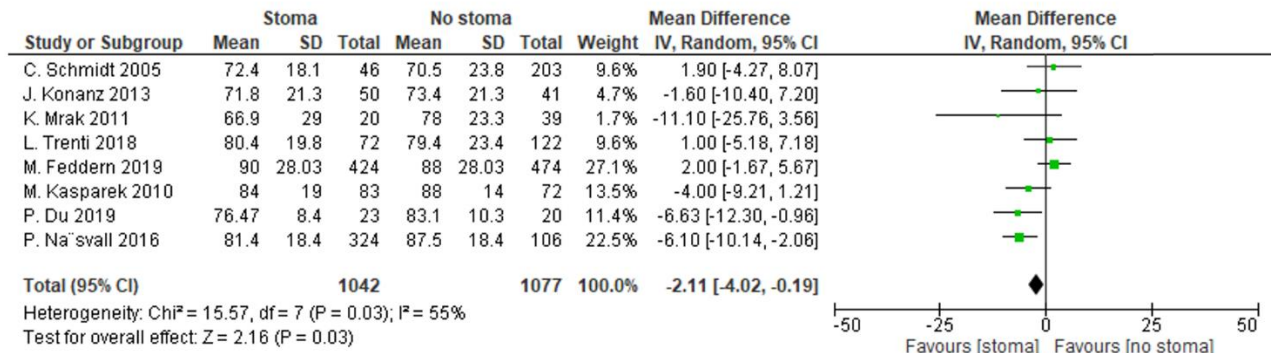 Stoma No stoma Mean Difference Mean Difference
Study or Subgroup Mean SD Total Mean SD Total Weight IV, Random, 95% CI IV, Random, 95% CI
C. Schmidt 2005 72.4 18.1 46 70.5 23.8 203 9.6% 1.90 [-4.27, 8.07]
J. Konanz 2013 71.8 21.3 50 73.4 21.3 41 4.7% -1.60 [-10.40, 7.20]
K. Mrak 2011 66.9 29 20 78 23.3 39 1.7% -11.10 [-25.76, 3.56]
L. Trenti 2018 80.4 19.8 72 79.4 23.4 122 9.6% 1.00 [-5.18, 7.18]
M. Feddern 2019 90 28.03 424 88 28.03 474 27.1% 2.00 [-1.67, 5.67]
M. Kasparek 2010 84 19 83 88 14 72 13.5% -4.00 [-9.21, 1.21]
P. Du 2019 76.47 8.4 23 83.1 10.3 20 11.4% -6.63 [-12.30, -0.96]
P. Na¨svall 2016 81.4 18.4 324 87.5 18.4 106 22.5% -6.10 [-10.14, -2.06]
Total (95% CI) 1042 1077 100.0% -2.11 [-4.02, -0.19]
Heterogeneity: Chi² = 15.57, df = 7 (P = 0.03); I² = 55%
Test for overall effect: Z = 2.16 (P = 0.03)
-50 -25 0 25 50
Favours [stoma] Favours [no stoma]